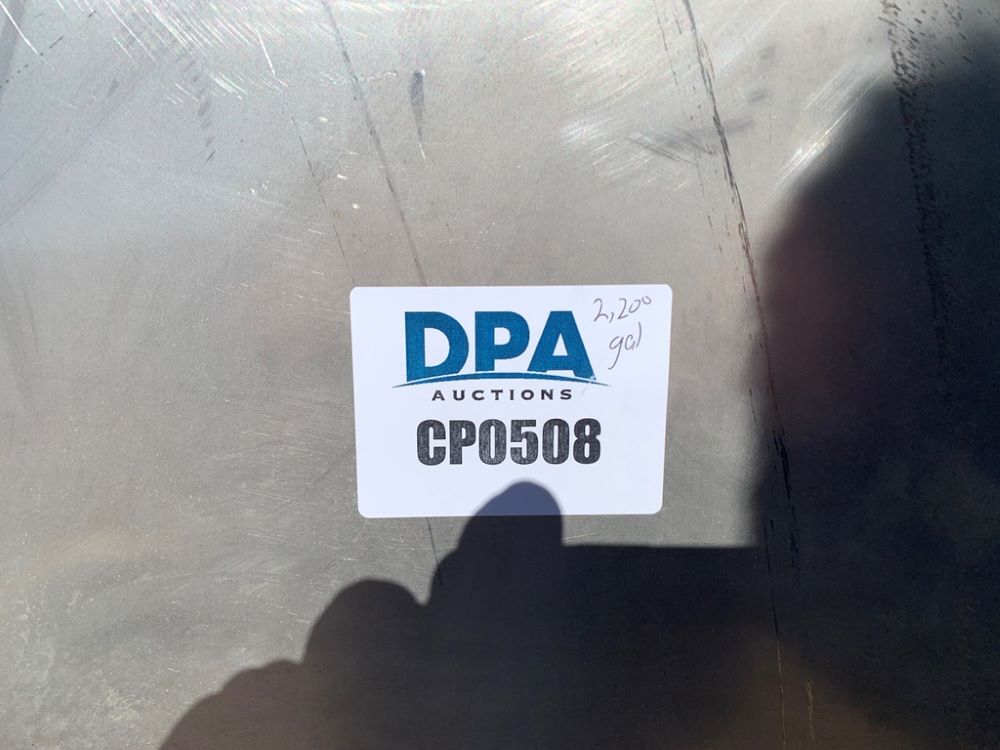 DPA
2,200
gal
AUCTIONS
CP0508